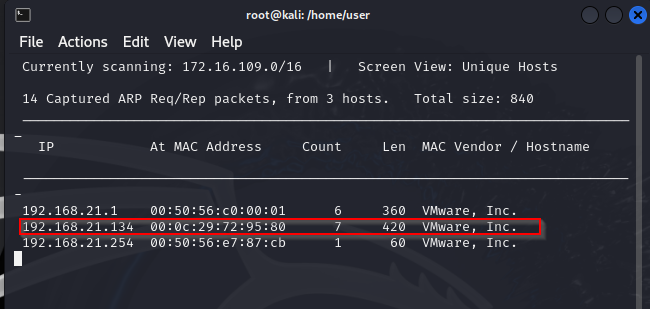 root@kali: /home/user
File Actions Edit View Help
Currently scanning: 172.16.109.0/16 | Screen View: Unique Hosts
14 Captured ARP Req/Rep packets, from 3 hosts. Total size: 840
IP At MAC Address Count Len MAC Vendor / Hostname
192.168.21.1 00:50:56:c0:00:01 6 360 VMware, Inc.
192.168.21.134 00:0c:29:72:95:80 7 420 VMware, Inc.
192.168.21.254 00:50:56:e7:87:cb 1 60 VMware, Inc.